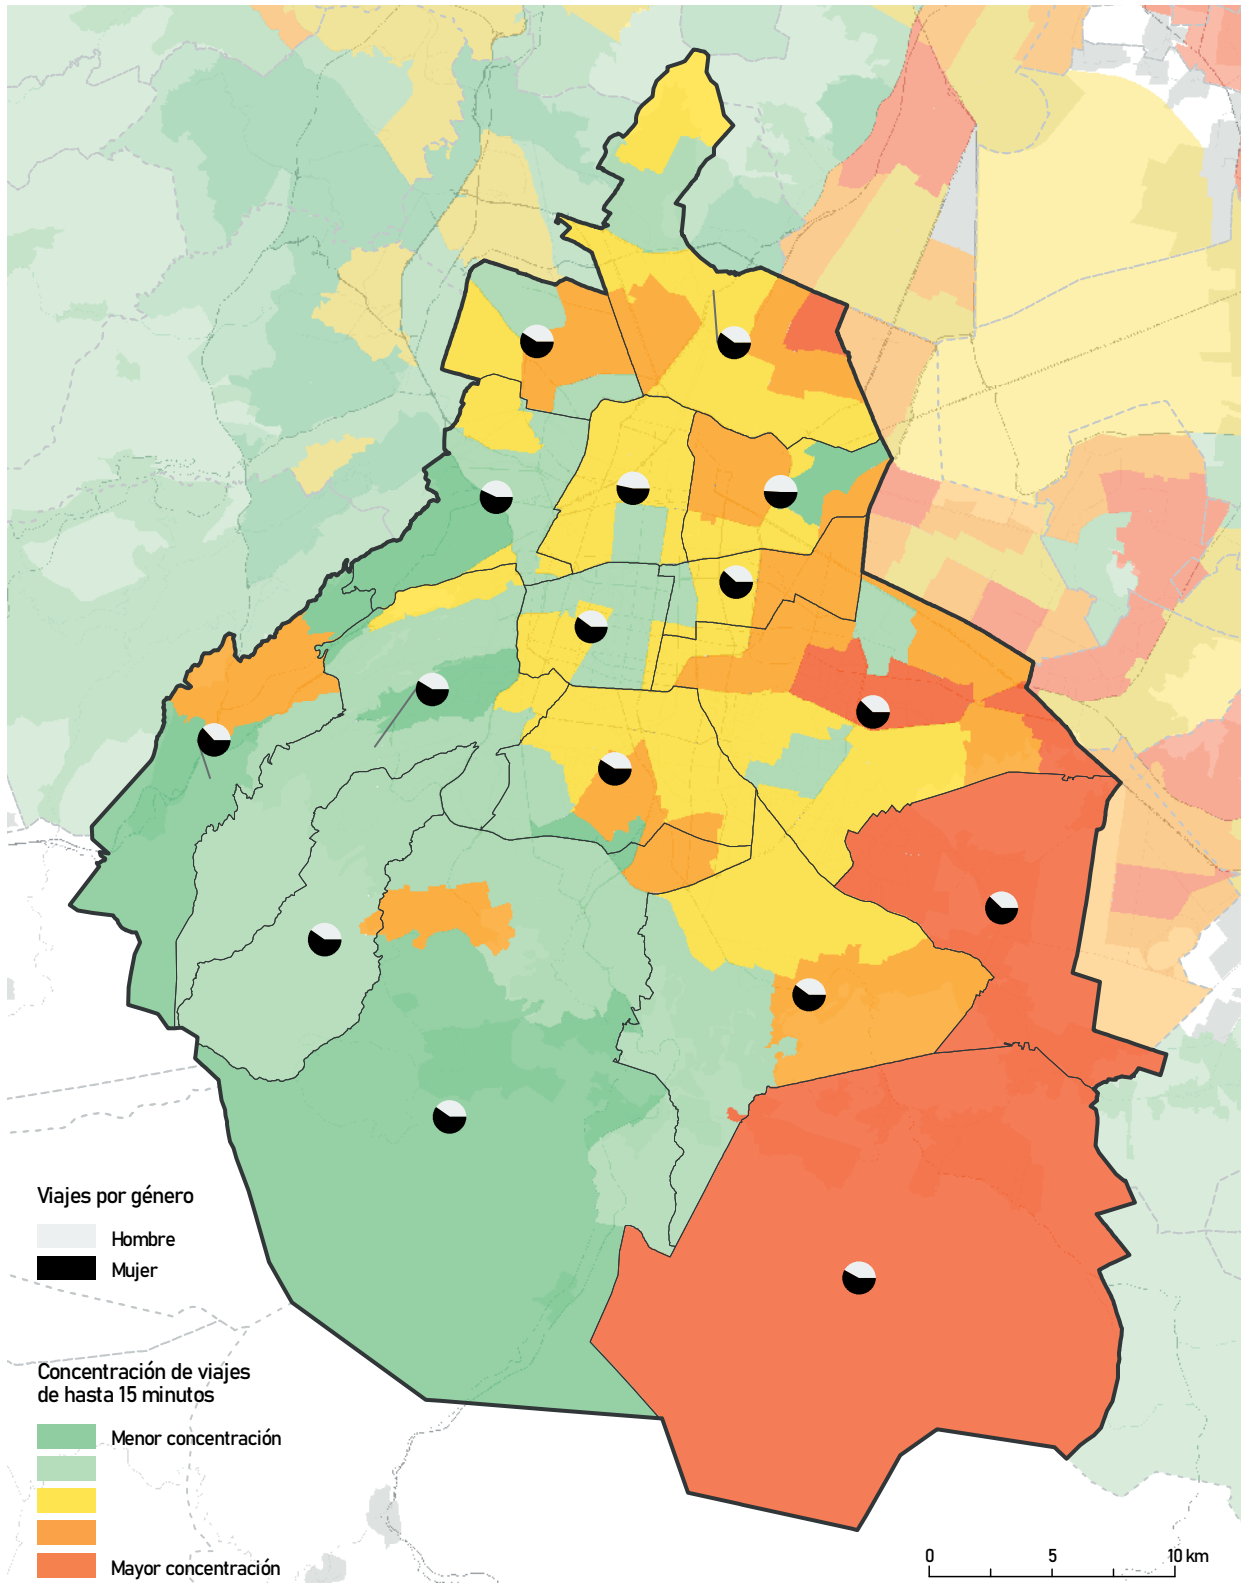 Viajes por género
Hombre
Mujer
Concentración de viajes
de hasta 15 minutos
Menor concentración
Mayor concentración
0 5 10 km